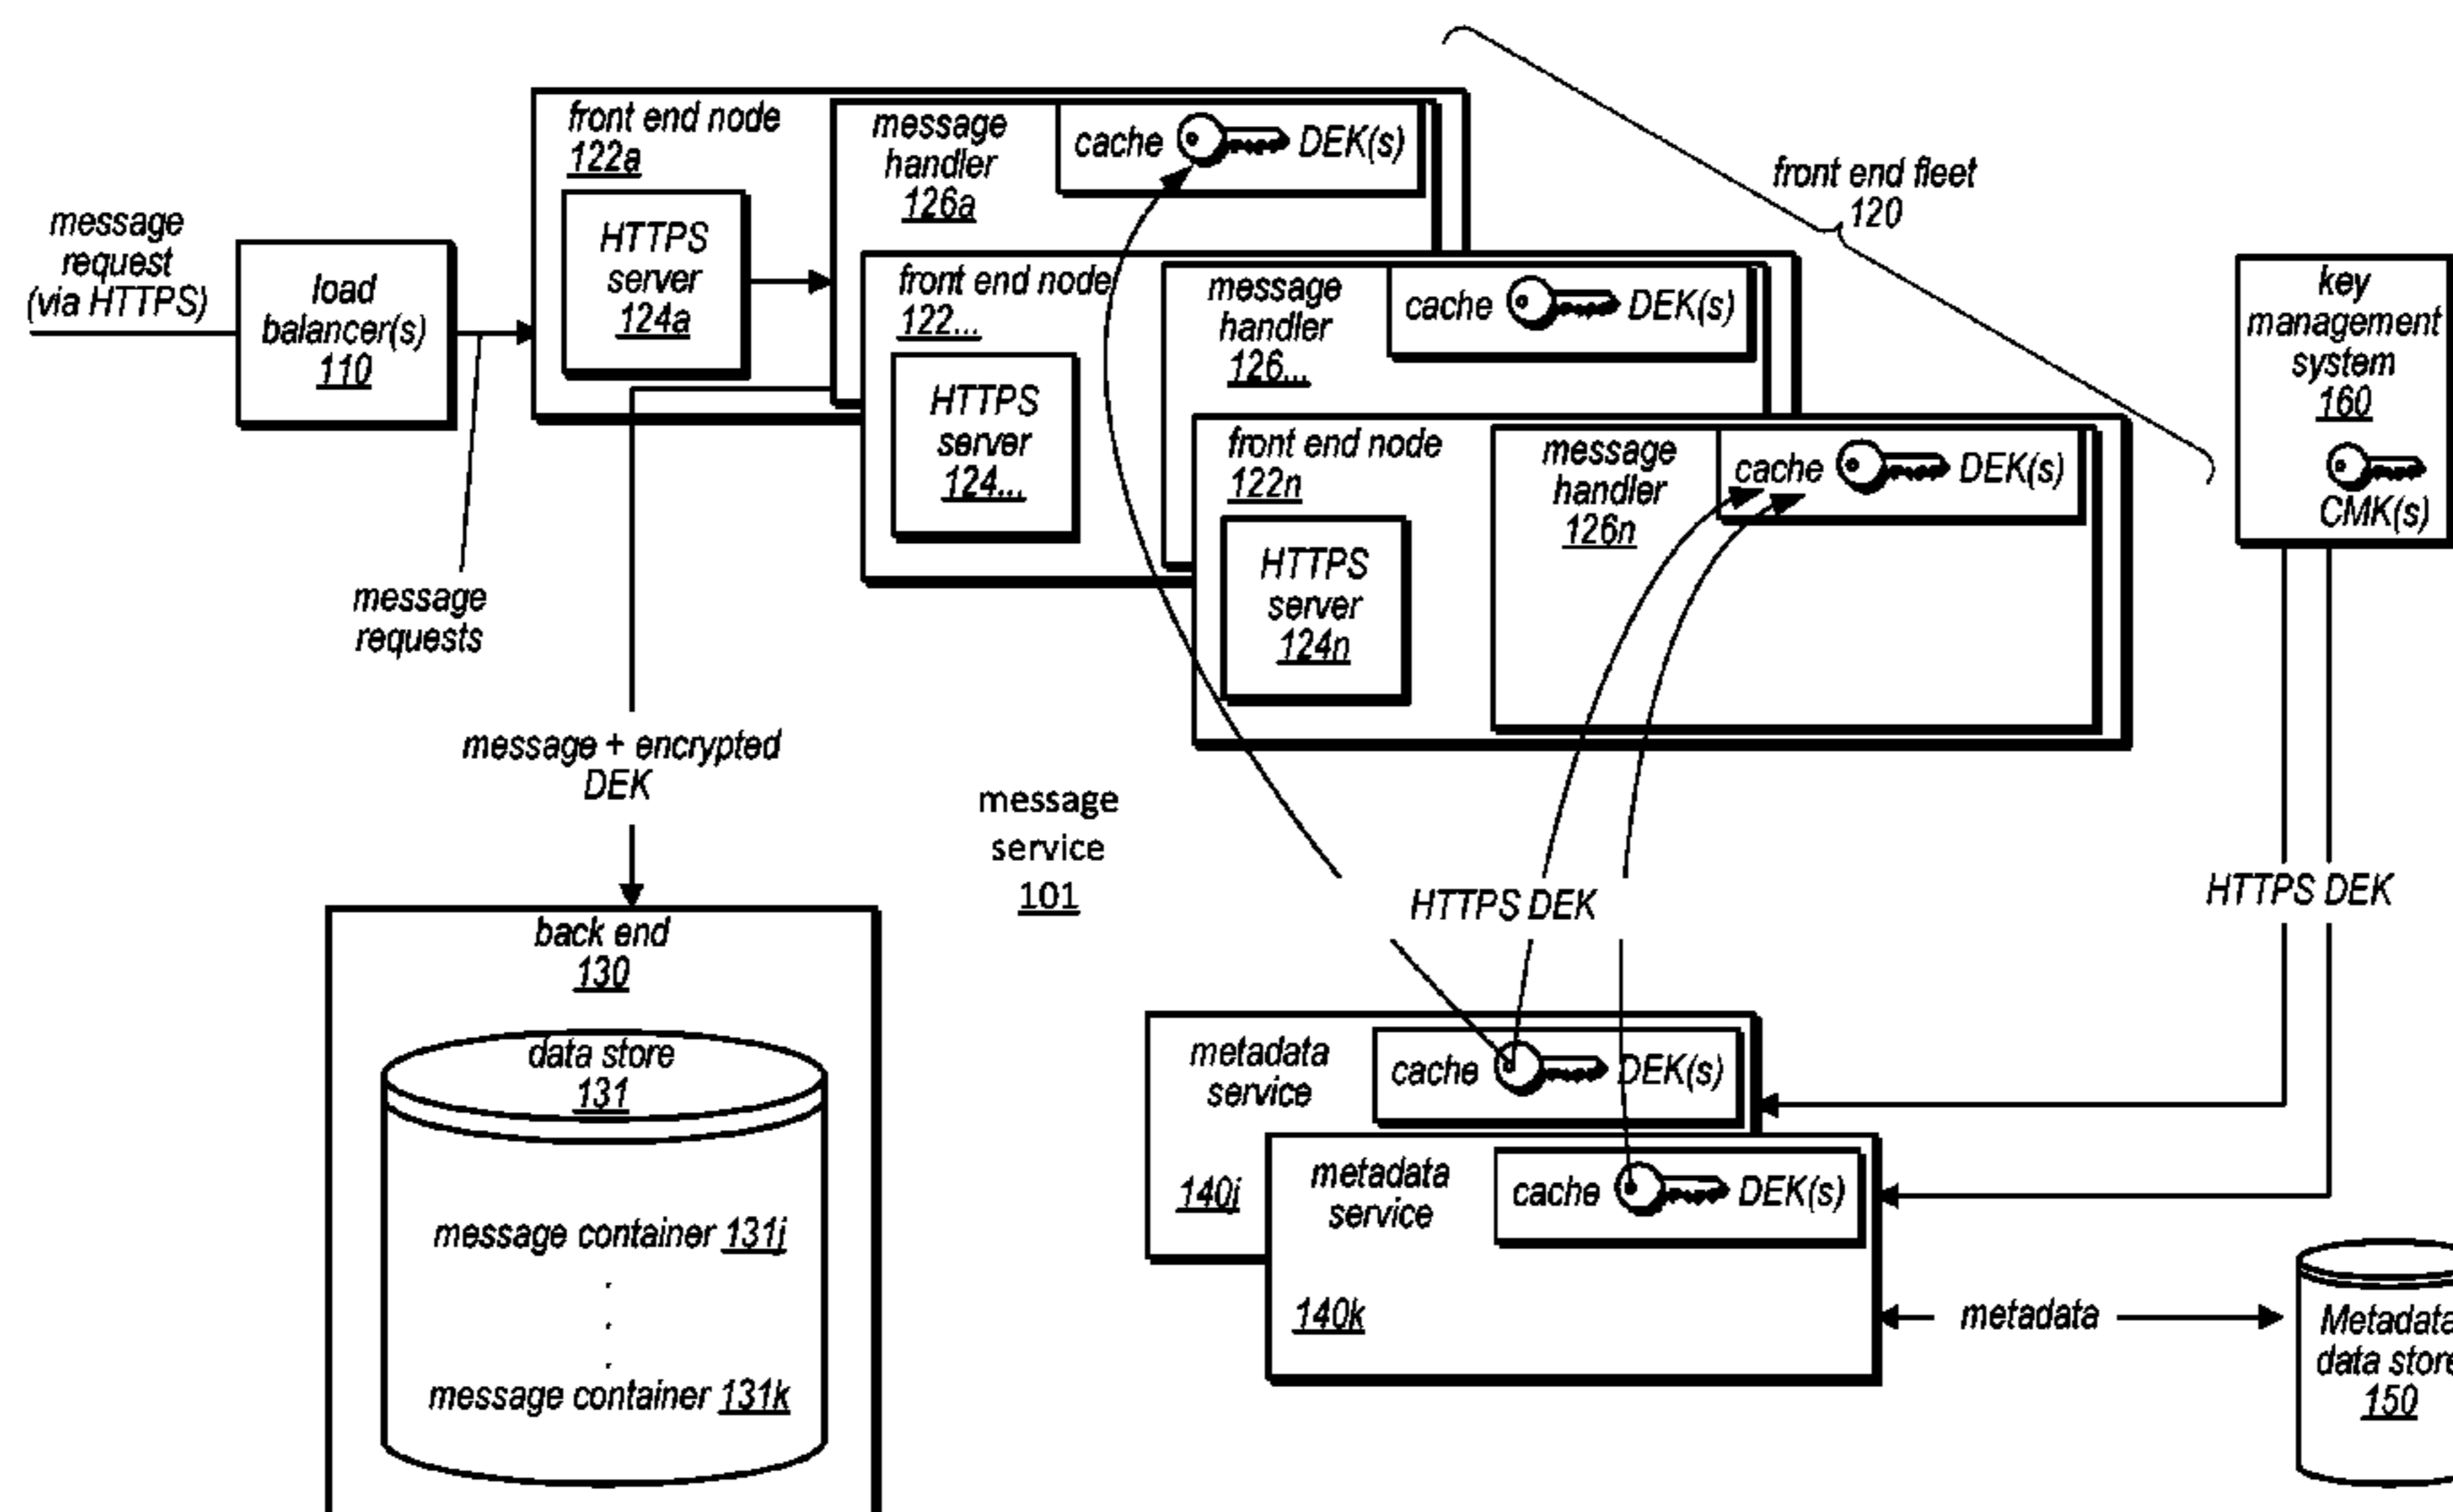 message
request
(via HTTPS)
load
balancer(s)
110
message
requests
front end node
122a
HTTPS
server
124a
message
handler
126a
cache DEK(s)
front end node
122...
HTTPS
server
124...
message
handler
126...
cache DEK(s)
front end node
122n
HTTPS
server
124n
message
handler
126n
cache DEK(s)
front end fleet
120
key
management
system
160
CMK(s)
message + encrypted
DEK
message
service
101
HTTPS DEK
HTTPS DEK
back end
130
data store
131
message container 131j
.
.
.
message container 131k
metadata
service
140j
cache DEK(s)
metadata
service
140k
cache DEK(s)
metadata
Metadata
data store
150